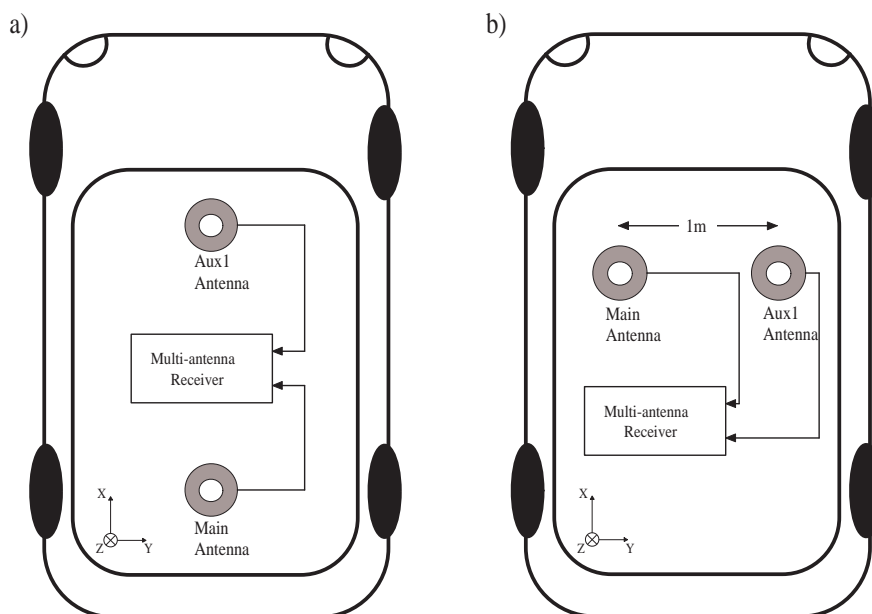 a)
Aux1
Antenna
Multi-antenna
Receiver
X
Z
Y
Main
Antenna
b)
1m
Main
Antenna
Aux1
Antenna
Multi-antenna
Receiver
X
Z
Y